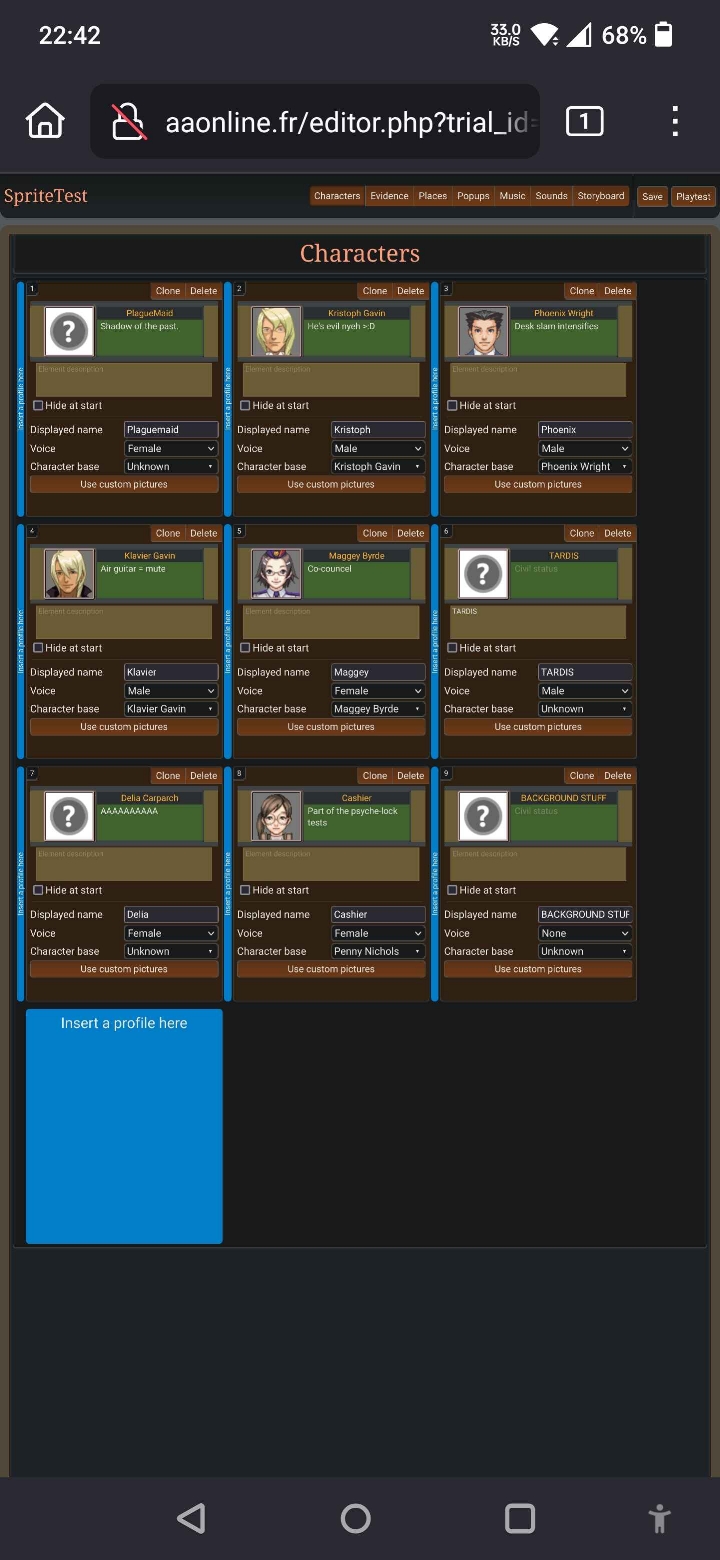 22:42
33.0 KB/S
68%
aaonline.fr/editor.php?trial_id=
1
SpriteTest
Characters Evidence Places Popups Music Sounds Storyboard Save Playtest
Characters
1
Clone Delete
Insert a profile here
PlagueMaid
Shadow of the past.
Element description
Hide at start
Displayed name Plaguemaid
Voice Female
Character base Unknown
Use custom pictures
2
Clone Delete
Insert a profile here
Kristoph Gavin
He's evil nyeh >:D
Element description
Hide at start
Displayed name Kristoph
Voice Male
Character base Kristoph Gavin
Use custom pictures
3
Clone Delete
Insert a profile here
Phoenix Wright
Desk slam intensifies
Element description
Hide at start
Displayed name Phoenix
Voice Male
Character base Phoenix Wright
Use custom pictures
4
Clone Delete
Insert a profile here
Klavier Gavin
Air guitar = mute
Element description
Hide at start
Displayed name Klavier
Voice Male
Character base Klavier Gavin
Use custom pictures
5
Clone Delete
Insert a profile here
Maggey Byrde
Co-councel
Element description
Hide at start
Displayed name Maggey
Voice Female
Character base Maggey Byrde
Use custom pictures
6
Clone Delete
Insert a profile here
TARDIS
Civil status
TARDIS
Hide at start
Displayed name TARDIS
Voice Male
Character base Unknown
Use custom pictures
7
Clone Delete
Insert a profile here
Delia Carparch
AAAAAAAAAA
Element description
Hide at start
Displayed name Delia
Voice Female
Character base Unknown
Use custom pictures
8
Clone Delete
Insert a profile here
Cashier
Part of the psyche-lock
tests
Element description
Hide at start
Displayed name Cashier
Voice Female
Character base Penny Nichols
Use custom pictures
9
Clone Delete
Insert a profile here
BACKGROUND STUFF
Civil status
Element description
Hide at start
Displayed name BACKGROUND STUF
Voice None
Character base Unknown
Use custom pictures
Insert a profile here